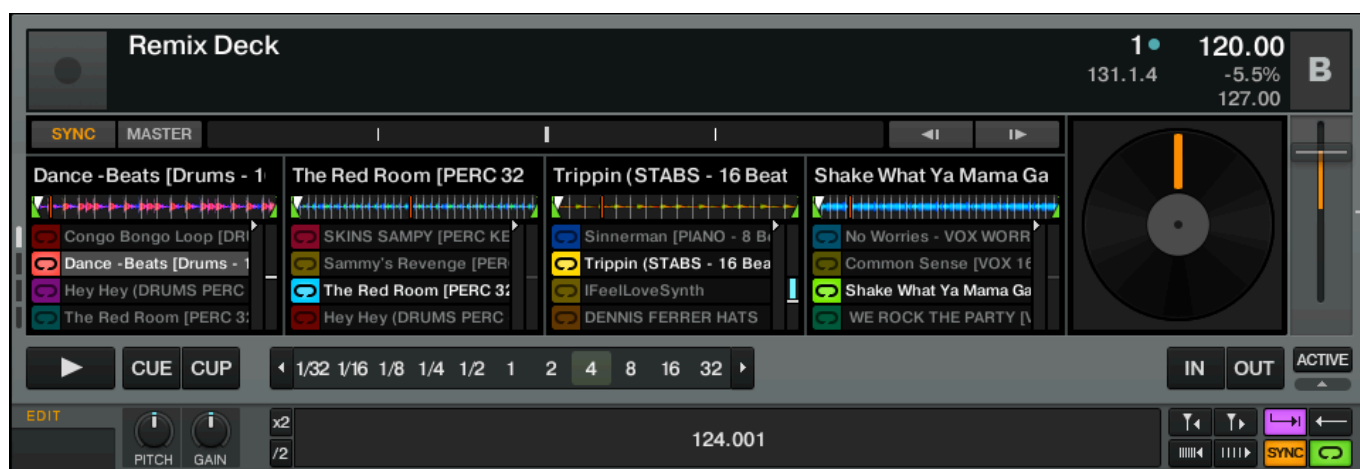 Remix Deck
1 120.00
131.1.4 -5.5% B
127.00
SYNC MASTER
Dance -Beats [Drums - 1 The Red Room [PERC 32 Trippin (STABS - 16 Beat Shake What Ya Mama Ga
Congo Bongo Loop [DRU SKINS SAMPY [PERC KE Sinnerman [PIANO - 8 Be No Worries - VOX WORR
Dance -Beats [Drums - 1 Sammy's Revenge [PER Trippin (STABS - 16 Bea Common Sense [VOX 16
Hey Hey (DRUMS PERC The Red Room [PERC 32 IFeelLoveSynth Shake What Ya Mama Ga
The Red Room [PERC 32 Hey Hey (DRUMS PERC DENNIS FERRER HATS WE ROCK THE PARTY [V
CUE CUP 1/32 1/16 1/8 1/4 1/2 1 2 4 8 16 32 IN OUT ACTIVE
EDIT
x2
/2 124.001
PITCH GAIN SYNC